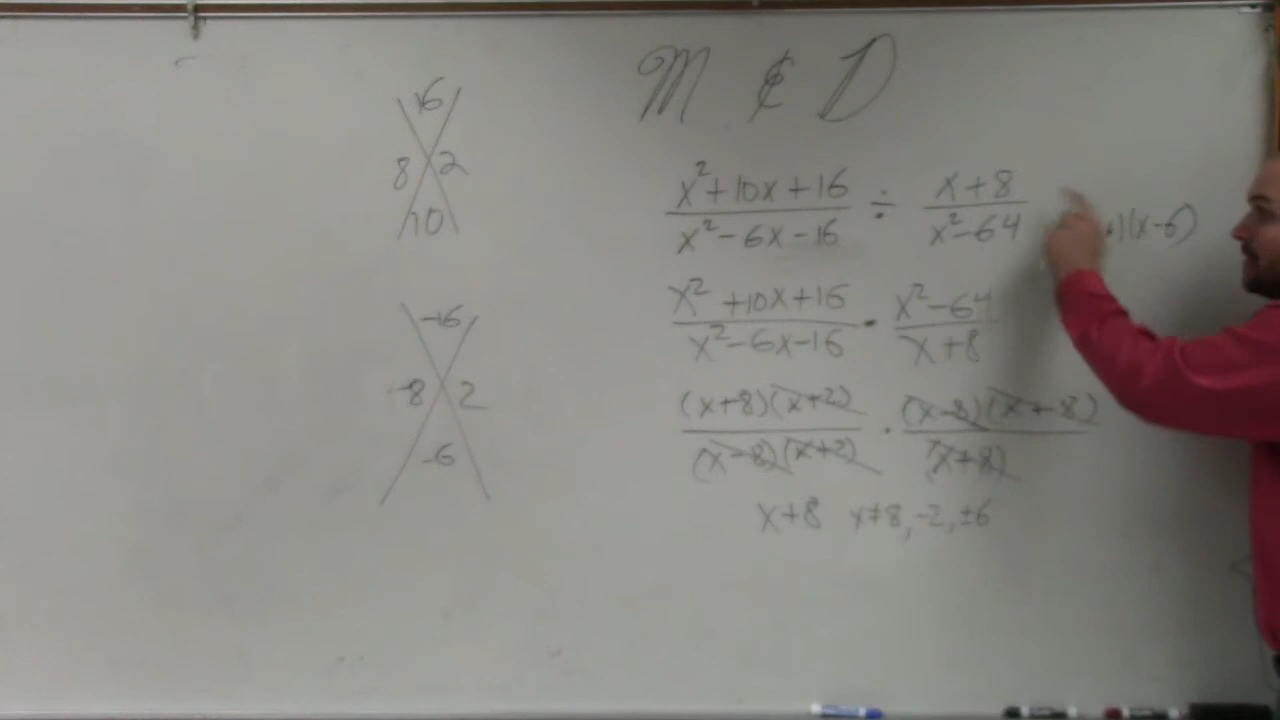 M & D
16
8 2
10
-16
-8 2
-6
x²+10x+16 / x²-6x-16 ÷ x+8 / x²-64
)(x-6)
x²+10x+16 / x²-6x-16 · x²-64 / x+8
(x+8)(x+2) / (x-8)(x+2) · (x-8)(x+8) / (x+8)
x+8 x≠8,-2,±6